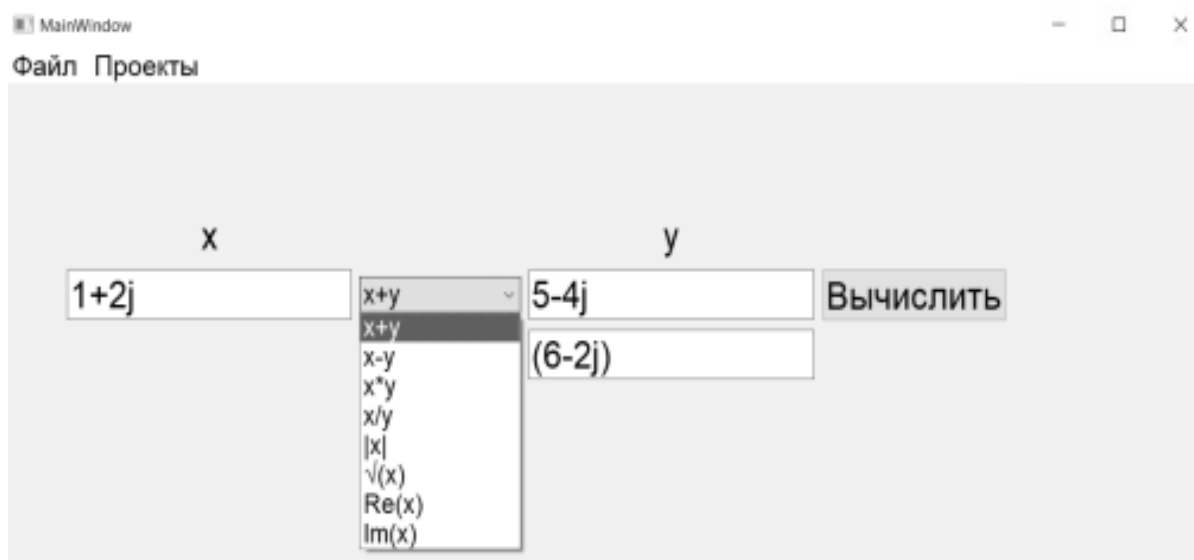 MainWindow
Файл Проекты
x y
1+2j x+y 5-4j Вычислить
x+y
(6-2j)
x-y
x*y
x/y
|x|
√(x)
Re(x)
Im(x)